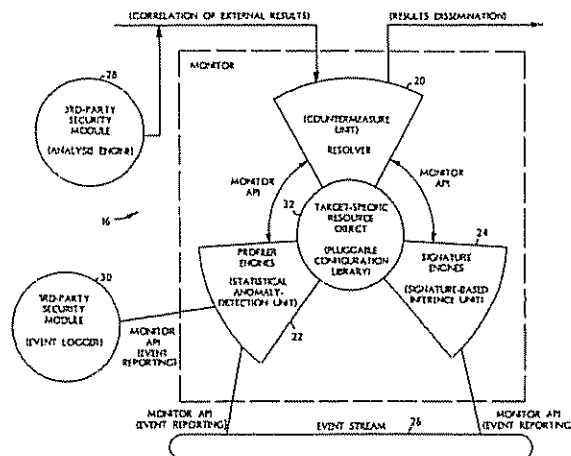 (CORRELATION OF EXTERNAL RESULTS)
(RESULTS DISSEMNATION)
MONITOR
28
20
3RD-PARTY
SECURITY
MODULE
(ANALYSIS ENGINE)
(COUNTERMEASURE
UNIT)
RESOLVER
MONITOR
API
MONITOR
API
16
32
TARGET-SPECIFIC
RESOURCE
OBJECT
(PLUGGABLE
CONFIGURATION
LIBRARY)
24
PROFILER
ENGINES
(STATISTICAL
ANOMALY-
DETECTION UNIT)
22
SIGNATURE
ENGINES
(SIGNATURE-BASED
INFERENCE UNIT)
30
3RD-PARTY
SECURITY
MODULE
(EVENT LOGGER)
MONITOR
API
(EVENT
REPORTING)
MONITOR API
(EVENT REPORTING)
EVENT STREAM
26
MONITOR API
(EVENT REPORTING)